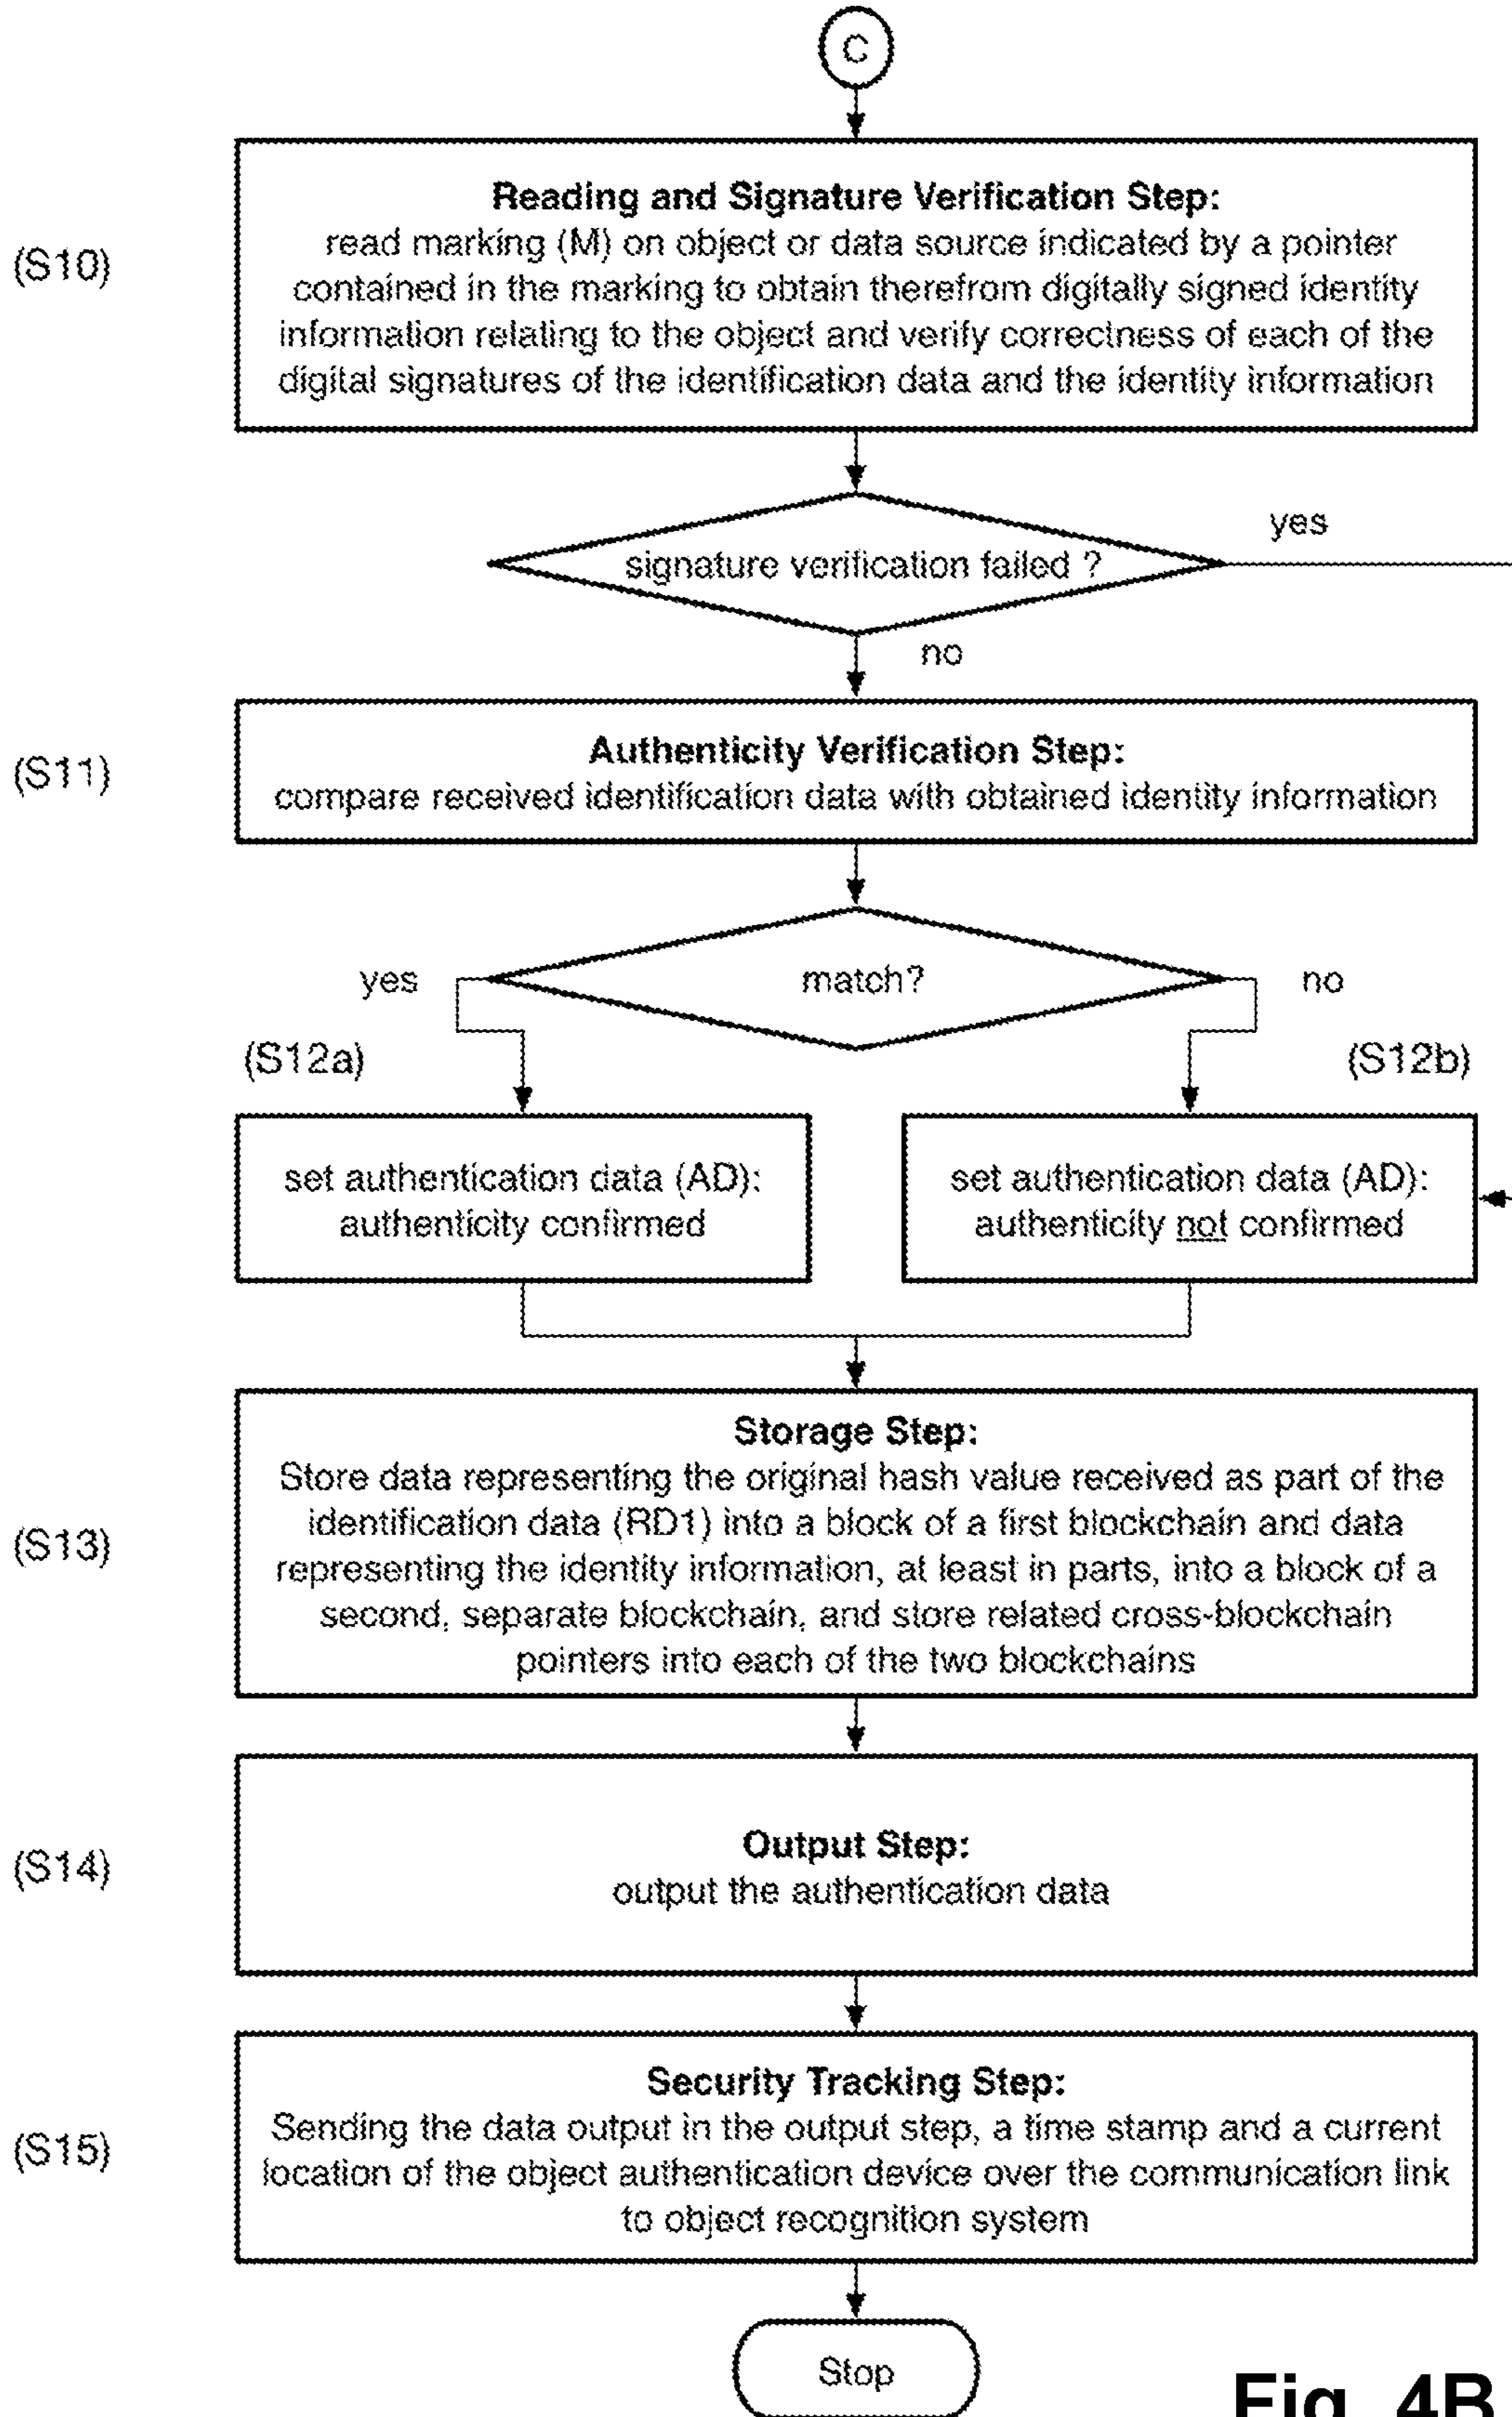 C
Reading and Signature Verification Step:
(S10)
read marking (M) on object or data source indicated by a pointer
contained in the marking to obtain therefrom digitally signed identity
information relating to the object and verify correctness of each of the
digital signatures of the identification data and the identity information
yes
signature verification failed ?
no
Authenticity Verification Step:
(S11)
compare received identification data with obtained identity information
yes
match?
no
(S12a)
(S12b)
set authentication data (AD):
authenticity confirmed
set authentication data (AD):
authenticity not confirmed
Storage Step:
Store data representing the original hash value received as part of the
identification data (RD1) into a block of a first blockchain and data
(S13)
representing the identity information, at least in parts, into a block of a
second, separate blockchain, and store related cross-blockchain
pointers into each of the two blockchains
Output Step:
(S14)
output the authentication data
Security Tracking Step:
Sending the data output in the output step, a time stamp and a current
(S15)
location of the object authentication device over the communication link
to object recognition system
Stop
Fig. 4B